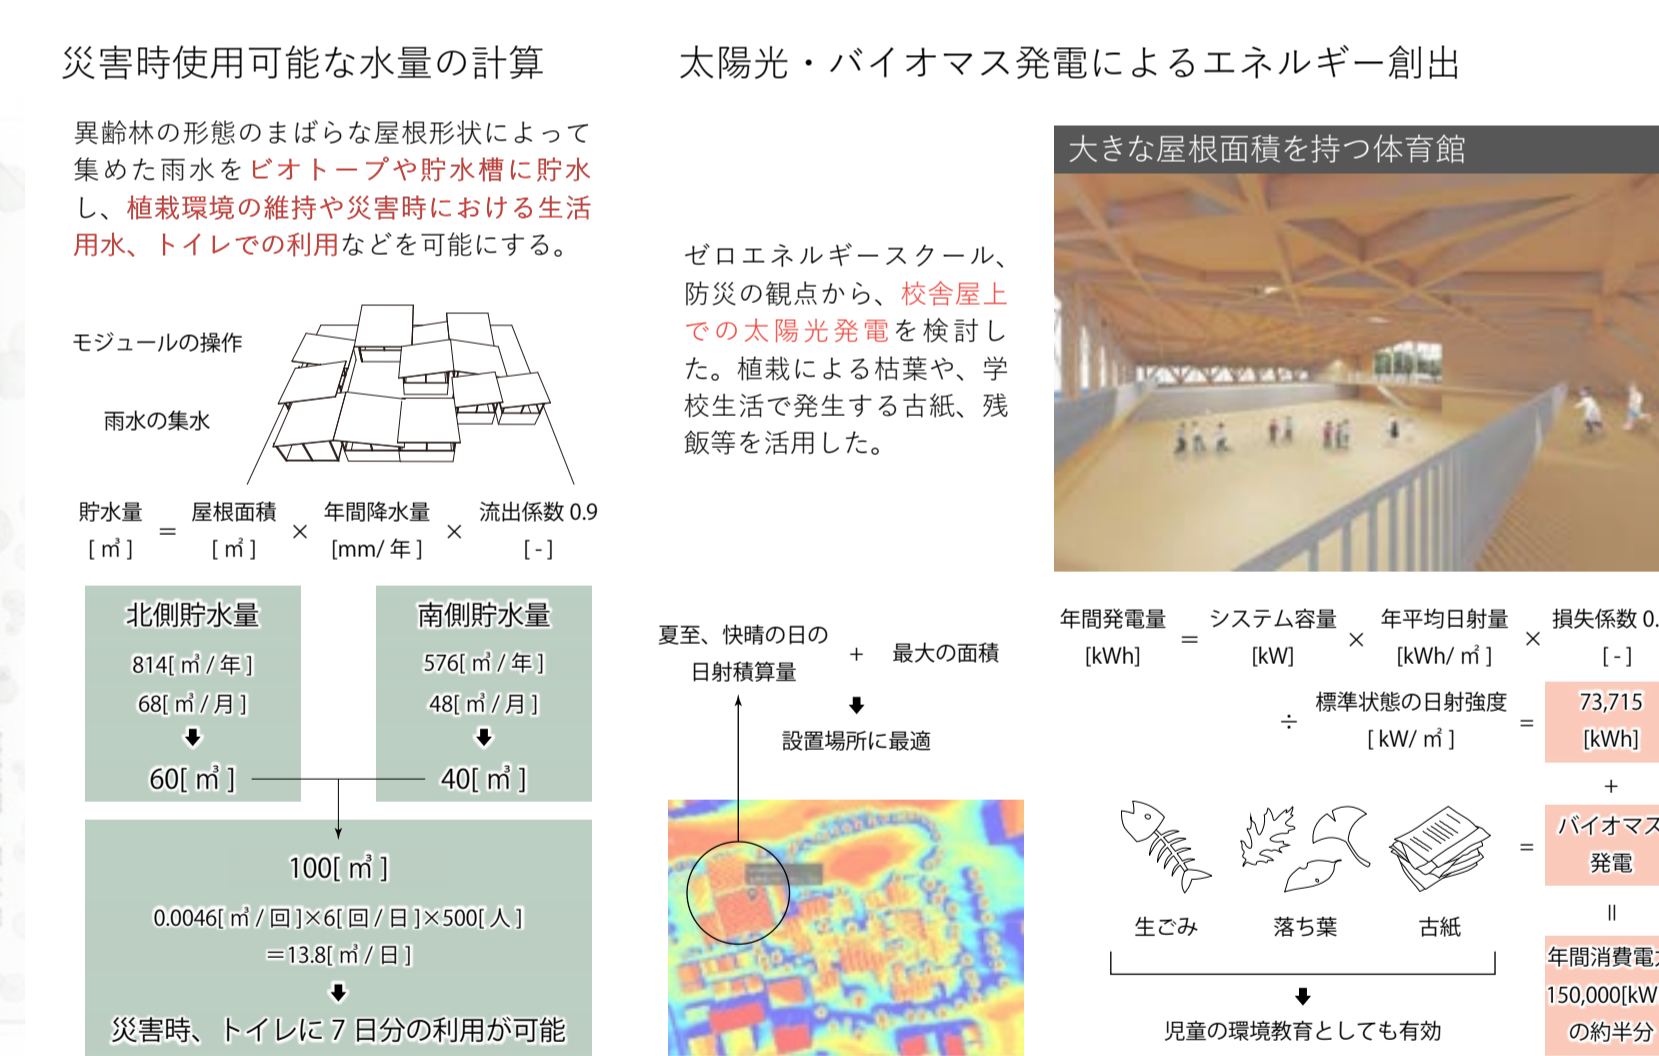 災害時使用可能な水量の計算
異齢林の形態のまばらな屋根形状によって
集めた雨水をビオトープや貯水槽に貯水
し、植栽環境の維持や災害時における生活
用水、トイレでの利用などを可能にする。
モジュールの操作
雨水の集水
貯水量 = 屋根面積 × 年間降水量 × 流出係数 0.9
[ ㎥ ] [ ㎡ ] [mm/ 年 ] [ - ]
北側貯水量
814[ ㎥ / 年 ]
68[ ㎥ / 月 ]
60[ ㎥ ]
南側貯水量
576[ ㎥ / 年 ]
48[ ㎥ / 月 ]
40[ ㎥ ]
100[ ㎥ ]
0.0046[ ㎥ / 回 ]×6[ 回 / 日 ]×500[ 人 ]
=13.8[ ㎥ / 日 ]
災害時、トイレに 7 日分の利用が可能
太陽光・バイオマス発電によるエネルギー創出
ゼロエネルギースクール、
防災の観点から、校舎屋上
での太陽光発電を検討し
た。植栽による枯葉や、学
校生活で発生する古紙、残
飯等を活用した。
大きな屋根面積を持つ体育館
夏至、快晴の日の
日射積算量
+ 最大の面積
設置場所に最適
年間発電量 = システム容量 × 年平均日射量 × 損失係数 0.
[kWh] [kW] [kWh/ ㎡ ] [ - ]
÷ 標準状態の日射強度 = 73,715
[ kW/ ㎡ ] [kWh]
+
= バイオマス
発電
生ごみ 落ち葉 古紙
=
年間消費電力
150,000[kW
の約半分
児童の環境教育としても有効